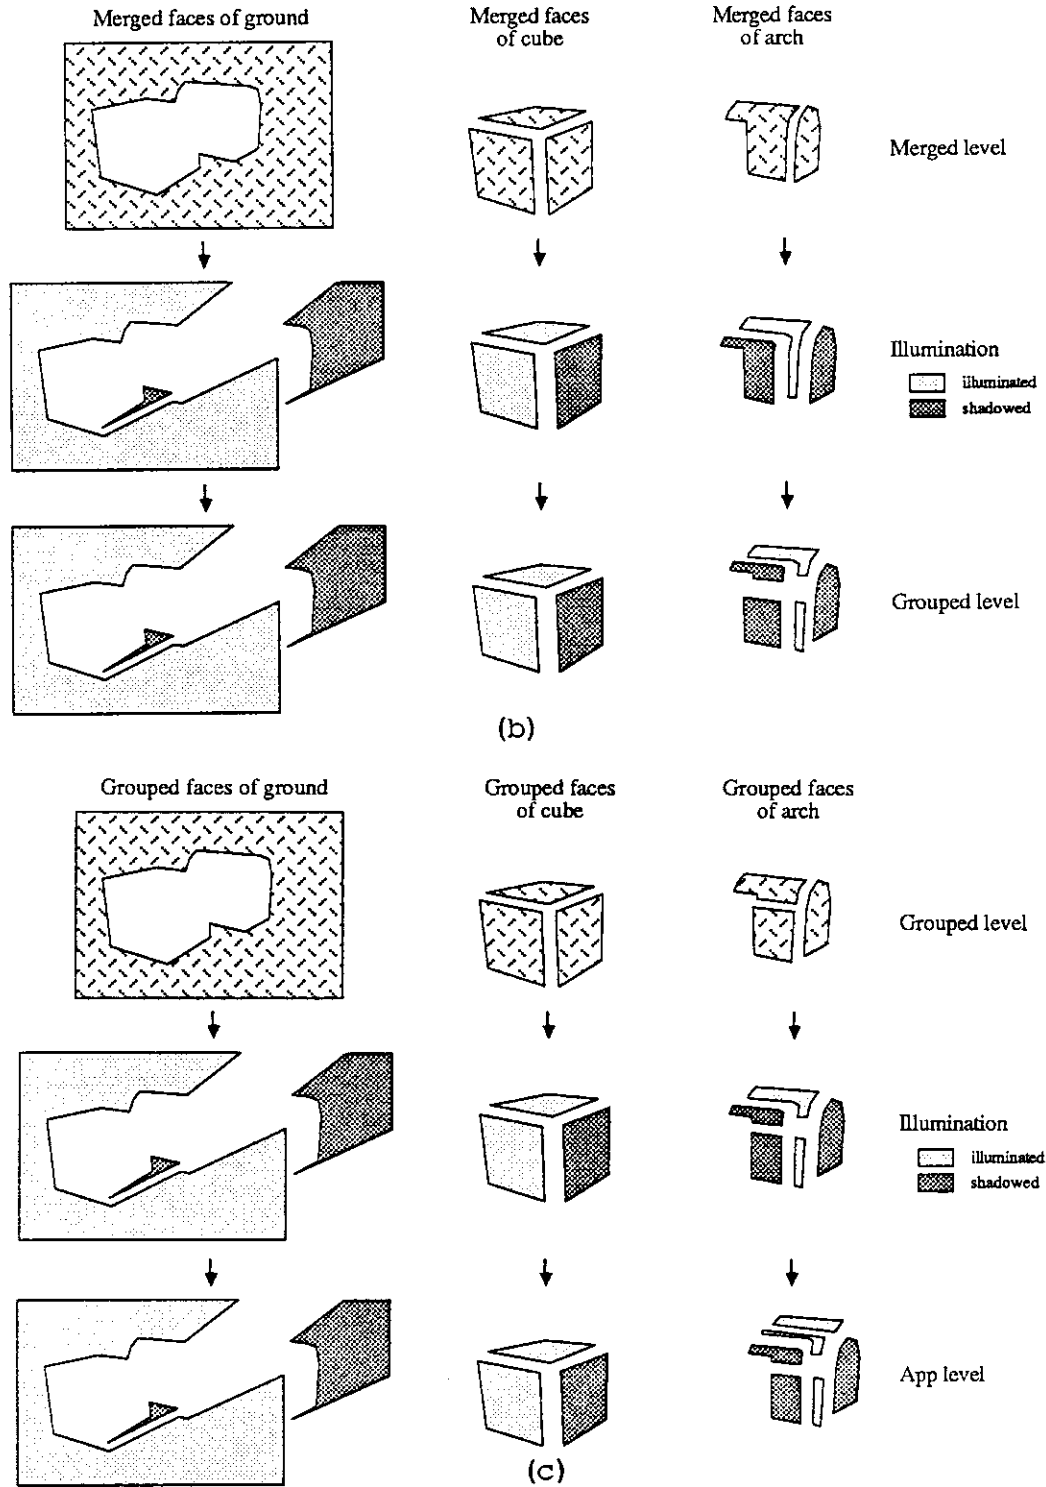 Merged faces of ground
Merged faces
of cube
Merged faces
of arch
Merged level
Illumination
illuminated
shadowed
Grouped level
(b)
Grouped faces of ground
Grouped faces
of cube
Grouped faces
of arch
Grouped level
Illumination
illuminated
shadowed
App level
(c)